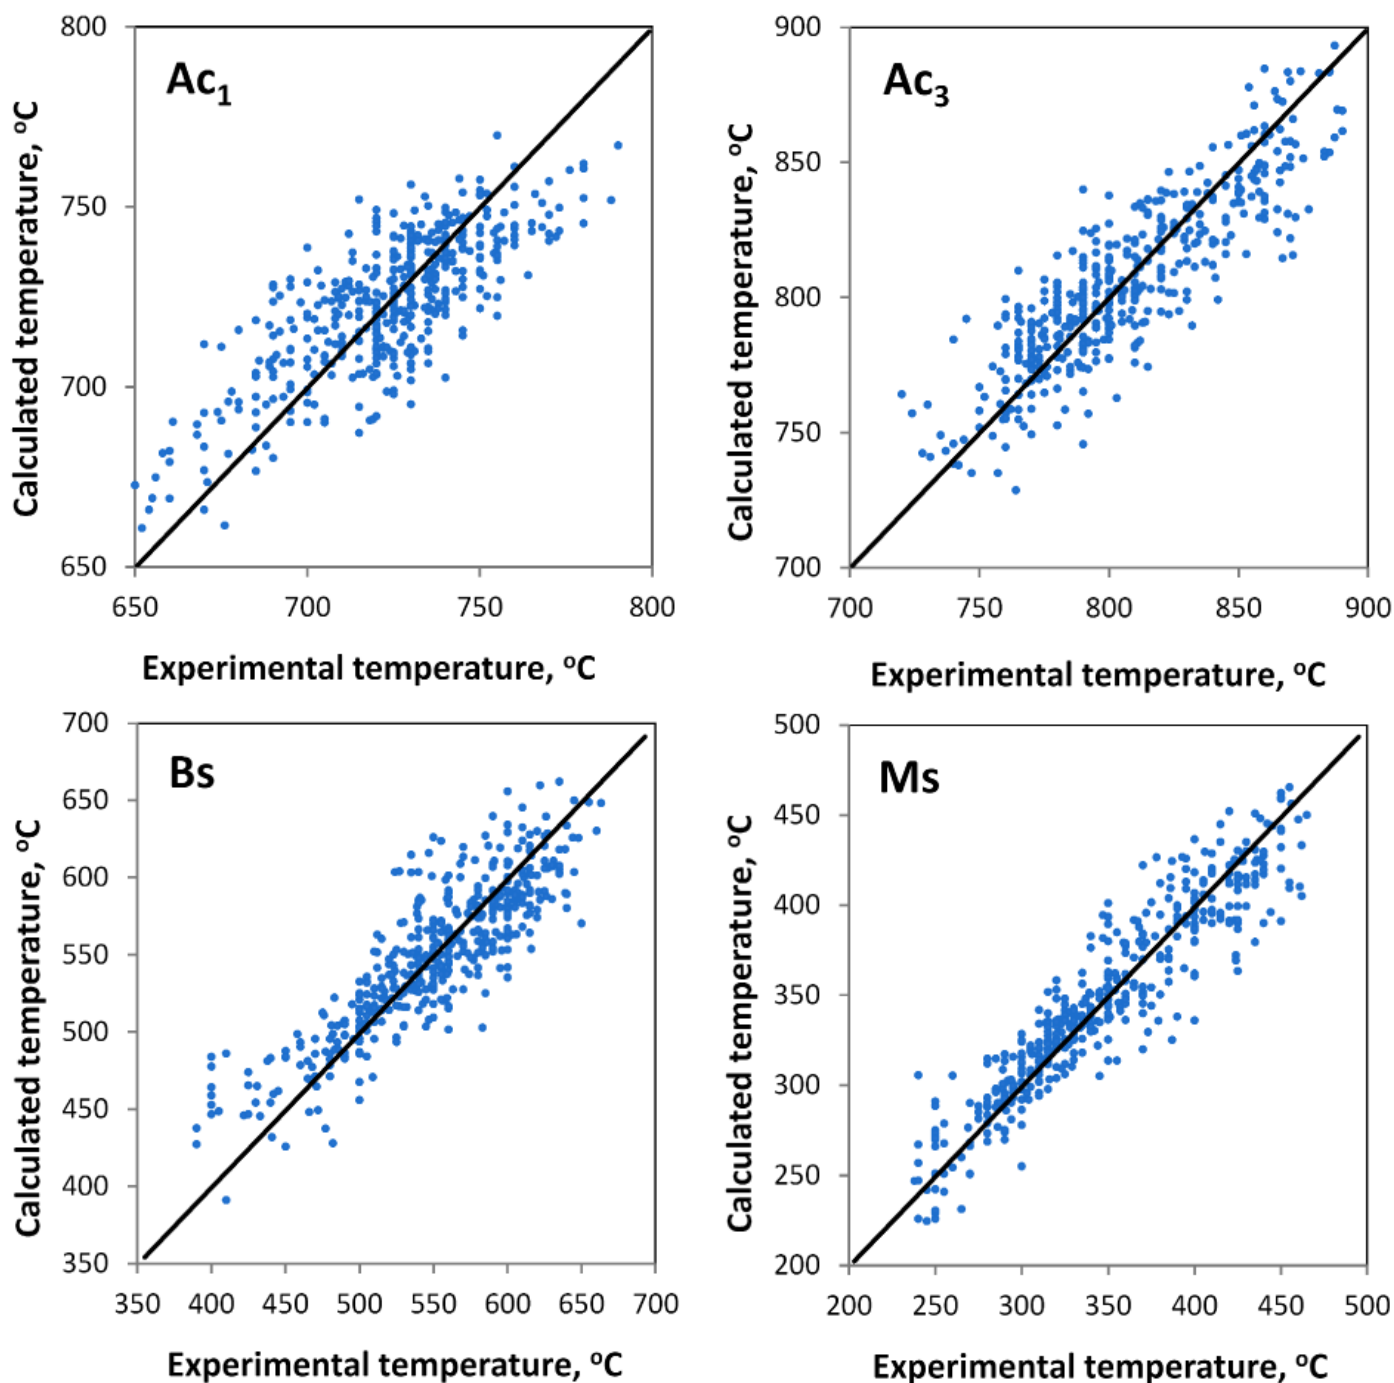 Ac1
Calculated temperature, °C
800
750
700
650
650 700 750 800
Experimental temperature, °C
Ac3
Calculated temperature, °C
900
850
800
750
700
700 750 800 850 900
Experimental temperature, °C
Bs
Calculated temperature, °C
700
650
600
550
500
450
400
350
350 400 450 500 550 600 650 700
Experimental temperature, °C
Ms
Calculated temperature, °C
500
450
400
350
300
250
200
200 250 300 350 400 450 500
Experimental temperature, °C